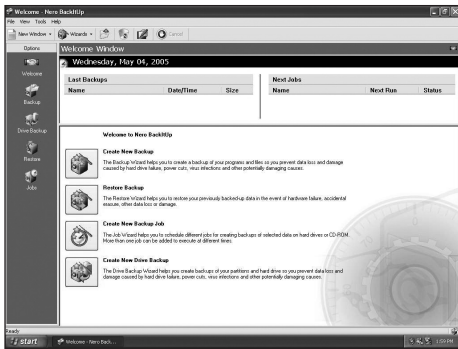 Welcome - Nero BackItUp
File View Tools Help
New Window Wizards Cancel
Options Welcome Window
Wednesday, May 04, 2005
Welcome
Backup
Drive Backup
Restore
Jobs
Last Backups
Name Date/Time Size
Next Jobs
Name Next Run Status
Welcome to Nero BackItUp
Create New Backup
The Backup Wizard helps you to create a backup of your programs and files so you prevent data loss and damage
caused by hard drive failure, power cuts, virus infections and other potentially damaging causes.
Restore Backup
The Restore Wizard helps you to restore your previously backed-up data in the event of hardware failure, accidental
erasure, other data loss or damage.
Create New Backup Job
The Job Wizard helps you to schedule different jobs for creating backups of selected data on hard drives or CD-ROM.
More than one job can be added to execute at different times.
Create New Drive Backup
The Drive Backup Wizard helps you create backups of your partitions and hard drive so you prevent data loss and
damage caused by hard drive failure, power cuts, virus infections and other potentially damaging causes.
Ready
start Welcome - Nero Back... 1:59 PM